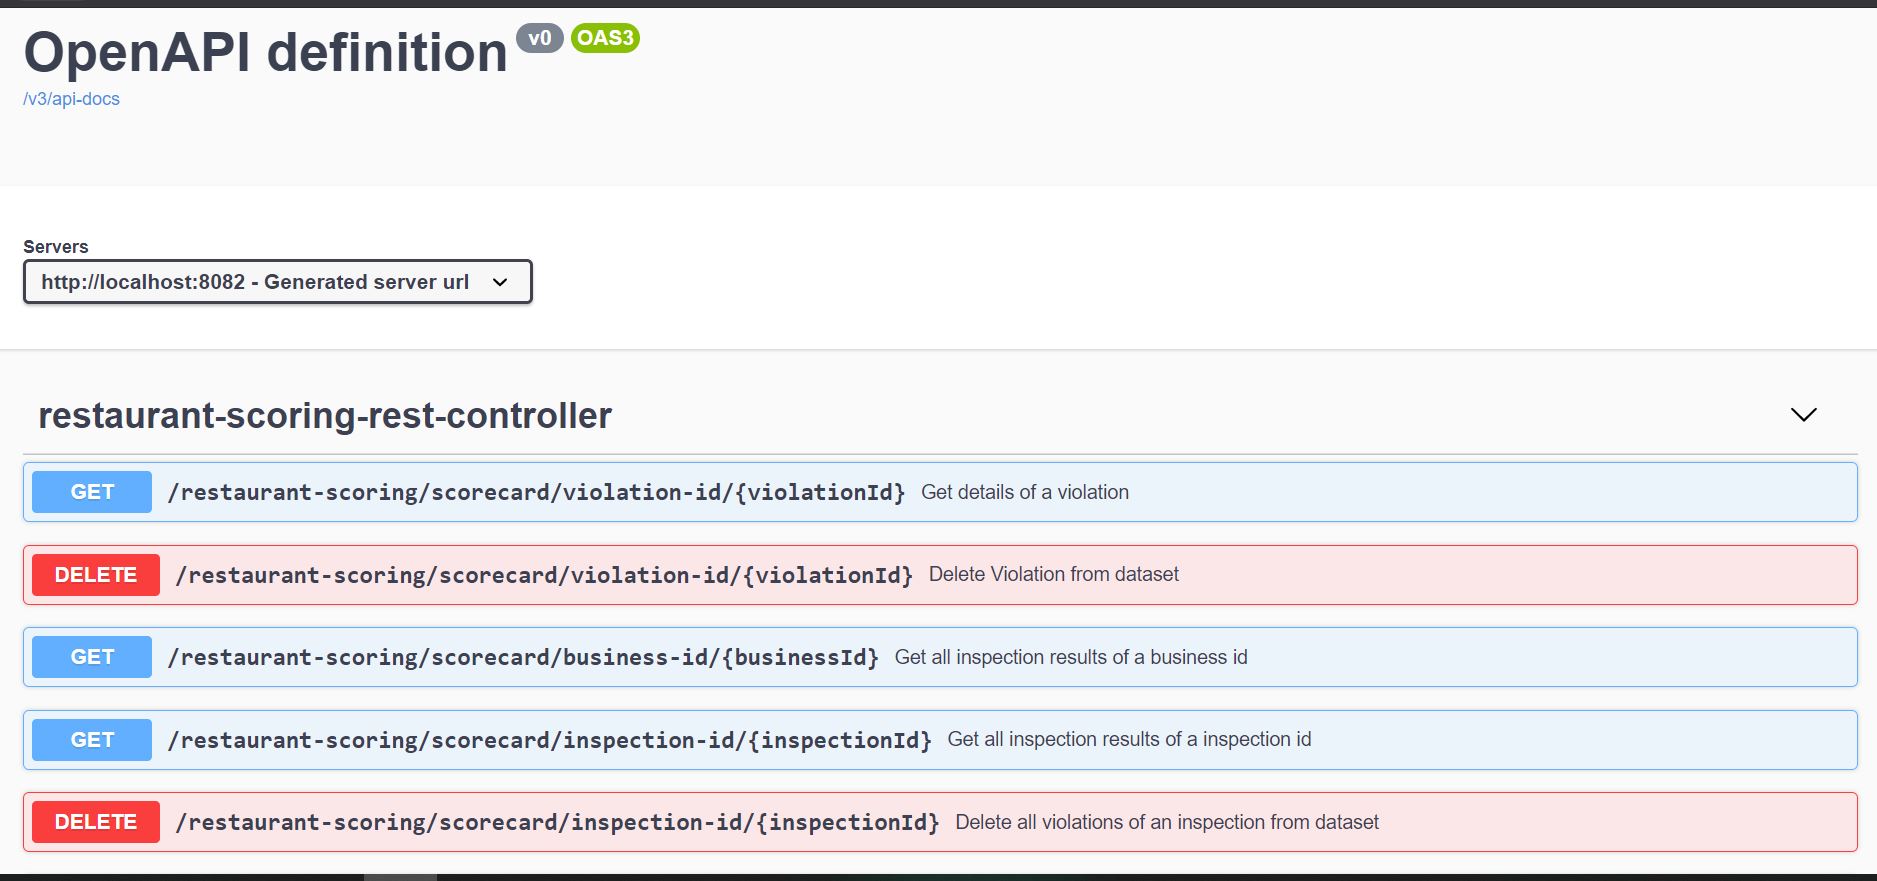 OpenAPI definition v0 OAS3
/v3/api-docs
Servers
http://localhost:8082 - Generated server url
restaurant-scoring-rest-controller
GET /restaurant-scoring/scorecard/violation-id/{violationId} Get details of a violation
DELETE /restaurant-scoring/scorecard/violation-id/{violationId} Delete Violation from dataset
GET /restaurant-scoring/scorecard/business-id/{businessId} Get all inspection results of a business id
GET /restaurant-scoring/scorecard/inspection-id/{inspectionId} Get all inspection results of a inspection id
DELETE /restaurant-scoring/scorecard/inspection-id/{inspectionId} Delete all violations of an inspection from dataset